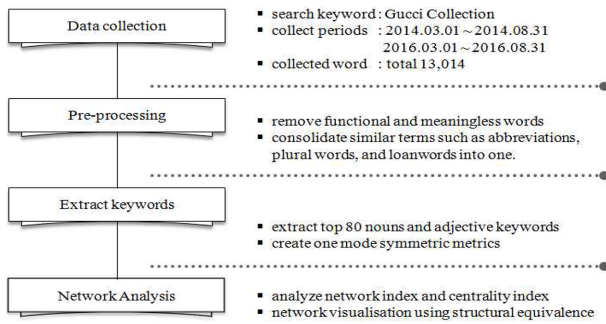 Data collection
▪ search keyword : Gucci Collection
▪ collect periods : 2014.03.01 ~ 2014.08.31
2016.03.01 ~ 2016.08.31
▪ collected word : total 13,014
Pre-processing
▪ remove functional and meaningless words
▪ consolidate similar terms such as abbreviations,
plural words, and loanwords into one.
Extract keywords
▪ extract top 80 nouns and adjective keywords
▪ create one mode symmetric metrics
Network Analysis
▪ analyze network index and centrality index
▪ network visualisation using structural equivalence